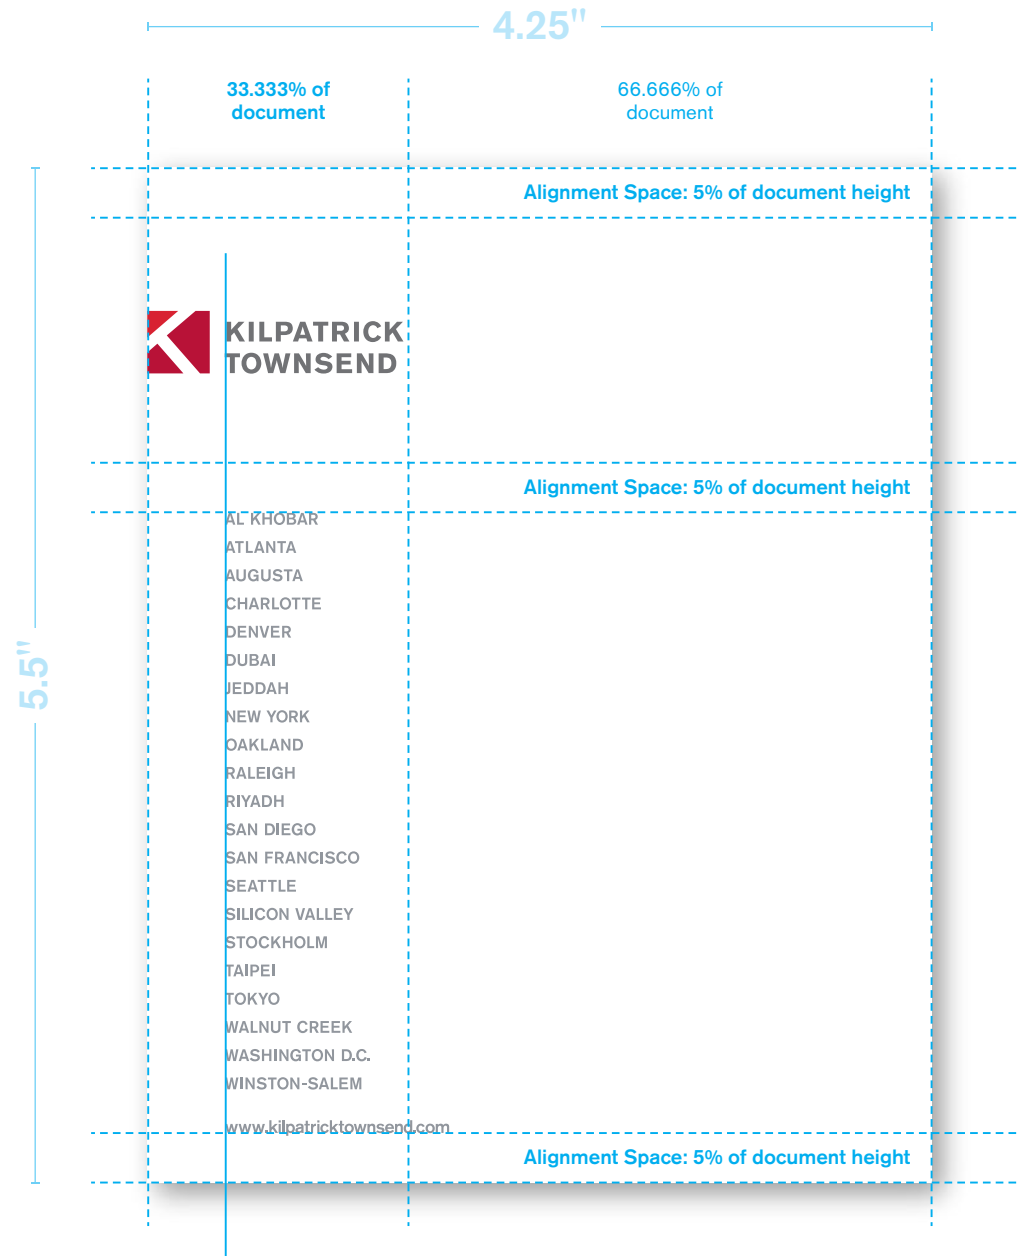 4.25"
33.333% of
document
66.666% of
document
Alignment Space: 5% of document height
KILPATRICK
TOWNSEND
Alignment Space: 5% of document height
AL KHOBAR
ATLANTA
AUGUSTA
CHARLOTTE
DENVER
DUBAI
JEDDAH
NEW YORK
OAKLAND
RALEIGH
RIYADH
SAN DIEGO
SAN FRANCISCO
SEATTLE
SILICON VALLEY
STOCKHOLM
TAIPEI
TOKYO
WALNUT CREEK
WASHINGTON D.C.
WINSTON-SALEM
www.kilpatricktownsend.com
Alignment Space: 5% of document height
5.5"